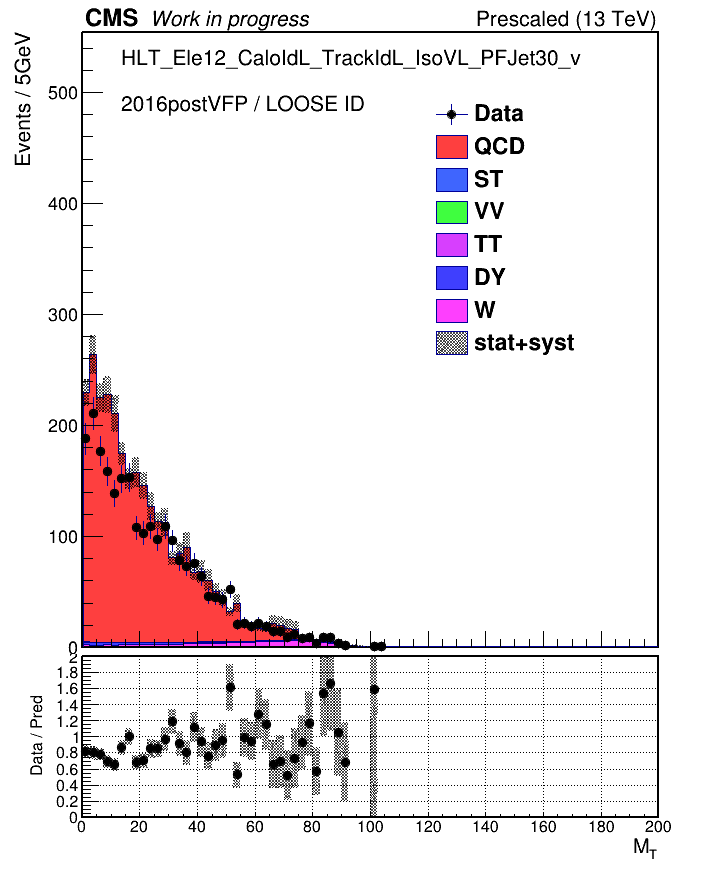 CMS Work in progress Prescaled (13 TeV)
Events / 5GeV
HLT_Ele12_CaloIdL_TrackIdL_IsoVL_PFJet30_v
2016postVFP / LOOSE ID
Data
QCD
ST
VV
TT
DY
W
stat+syst
500
400
300
200
100
0
Data / Pred
2
1.8
1.6
1.4
1.2
1
0.8
0.6
0.4
0.2
0
0 20 40 60 80 100 120 140 160 180 200
M_T